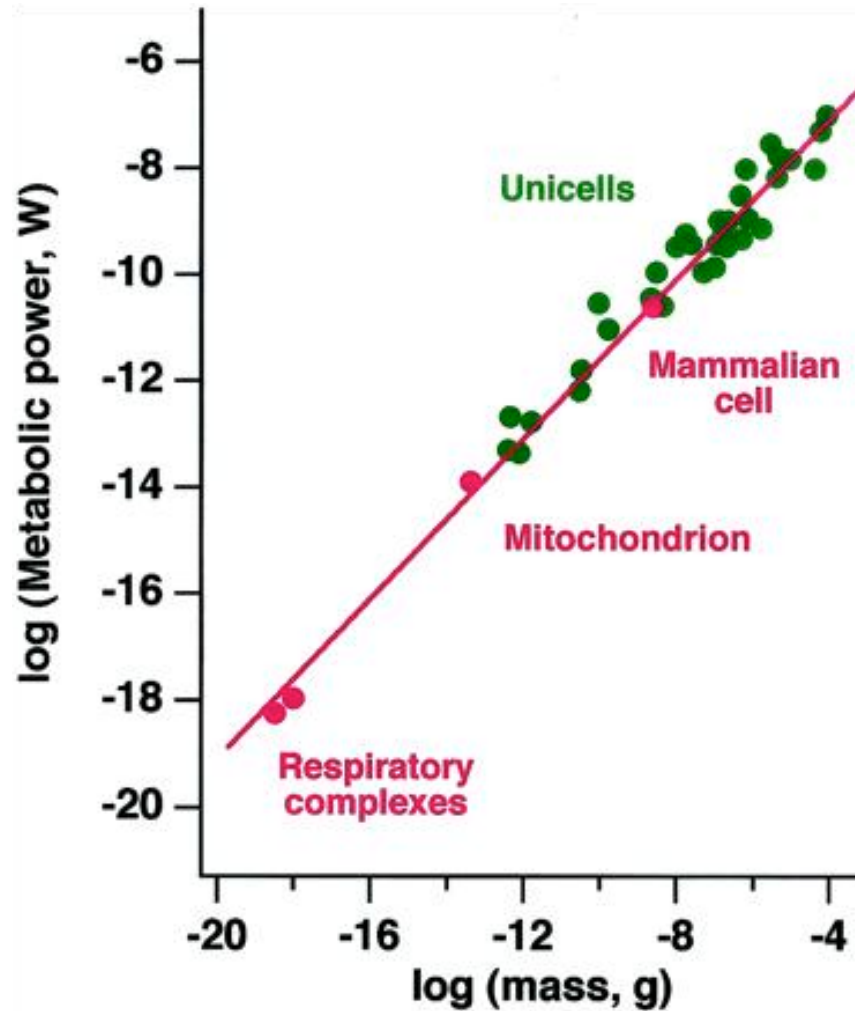 log (Metabolic power, W)
-6
-8
-10
-12
-14
-16
-18
-20
Unicells
Mammalian
cell
Mitochondrion
Respiratory
complexes
-20 -16 -12 -8 -4
log (mass, g)